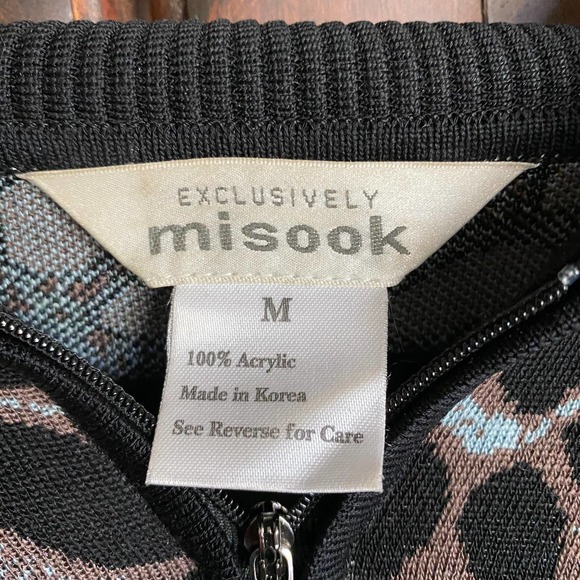 EXCLUSIVELY
misook
M
100% Acrylic
Made in Korea
See Reverse for Care